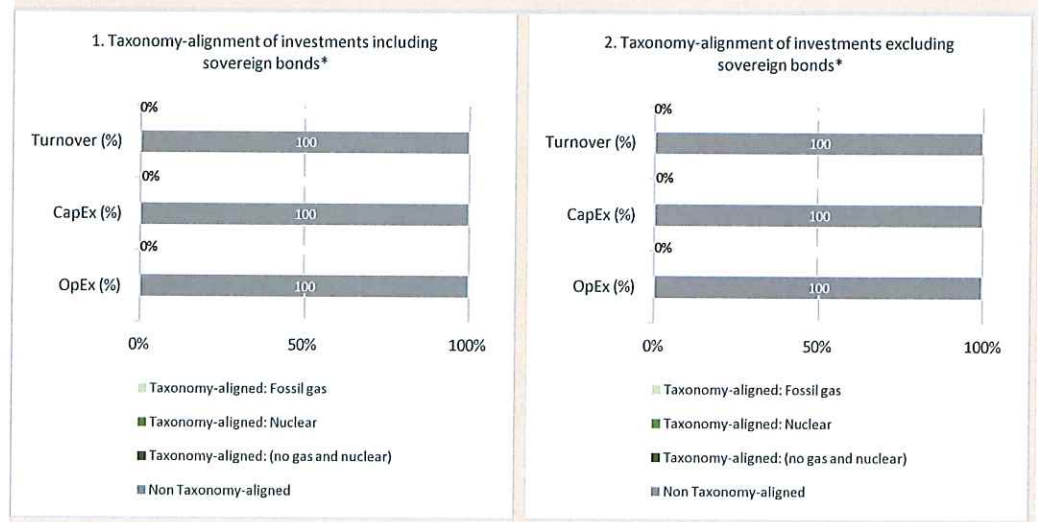 1. Taxonomy-alignment of investments including
sovereign bonds*
0%
Turnover (%)
100
0%
CapEx (%)
100
0%
OpEx (%)
100
0%
50%
100%
Taxonomy-aligned: Fossil gas
Taxonomy-aligned: Nuclear
Taxonomy-aligned: (no gas and nuclear)
Non Taxonomy-aligned
2. Taxonomy-alignment of investments excluding
sovereign bonds*
0%
Turnover (%)
100
0%
CapEx (%)
100
0%
OpEx (%)
100
0%
50%
100%
Taxonomy-aligned: Fossil gas
Taxonomy-aligned: Nuclear
Taxonomy-aligned: (no gas and nuclear)
Non Taxonomy-aligned